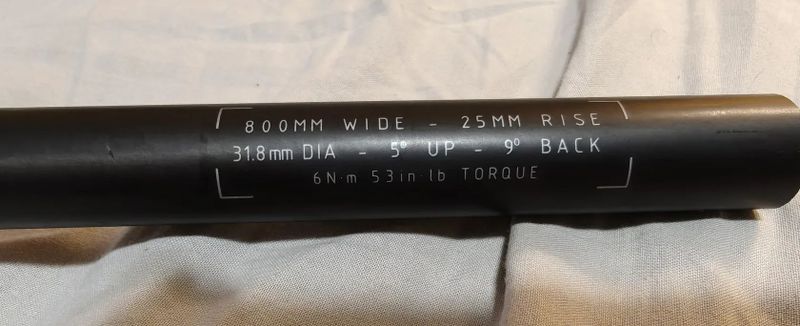 800MM WIDE - 25MM RISE
31.8mm DIA - 5° UP - 9° BACK
6N·m 53in·lb TORQUE